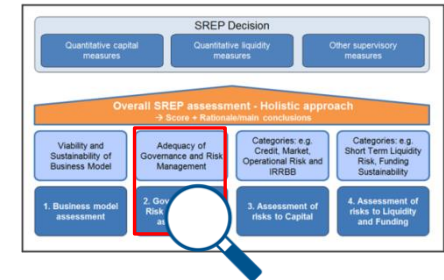 SREP Decision
Quantitative capital
measures
Quantitative liquidity
measures
Other supervisory
measures
Overall SREP assessment - Holistic approach
→ Score + Rationale/main conclusions
Viability and
Sustainability of
Business Model
Adequacy of
Governance and Risk
Management
Categories: e.g.
Credit, Market,
Operational Risk and
IRRBB
Categories: e.g.
Short Term Liquidity
Risk, Funding
Sustainability
1. Business model
assessment
2. Gov
Risk
as
3. Assessment of
risks to Capital
4. Assessment of
risks to Liquidity
and Funding